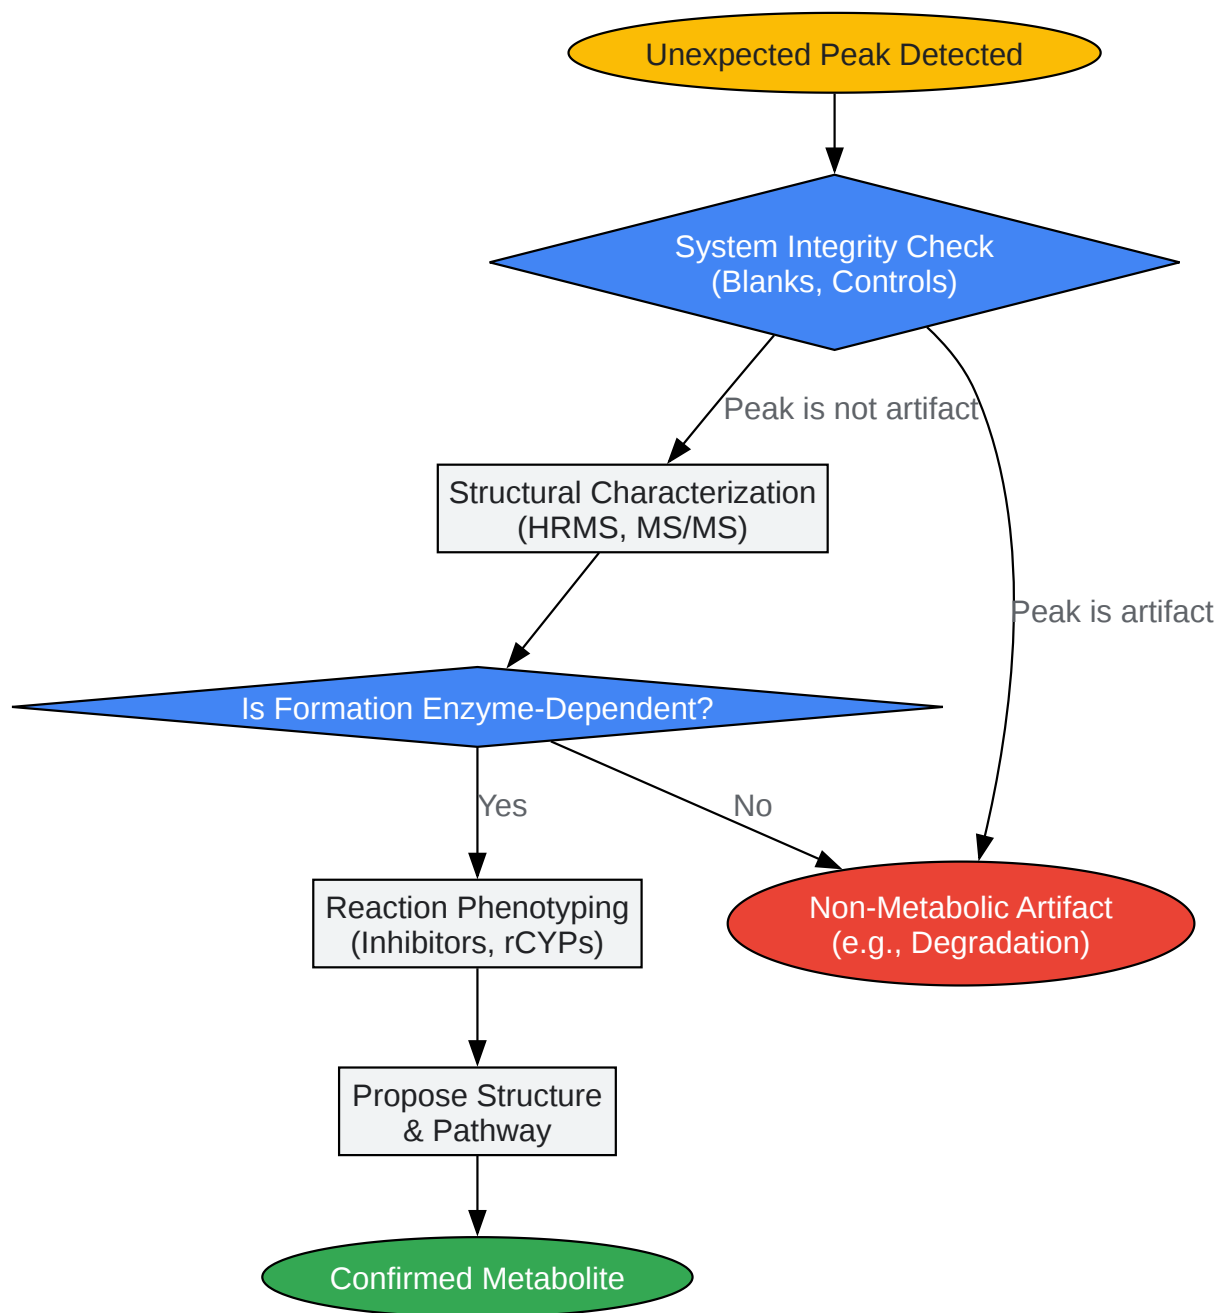 Unexpected Peak Detected
System Integrity Check
(Blanks, Controls)
Peak is not artifact
Structural Characterization
(HRMS, MS/MS)
Peak is artifact
Is Formation Enzyme-Dependent?
Yes
No
Reaction Phenotyping
(Inhibitors, rCYPs)
Non-Metabolic Artifact
(e.g., Degradation)
Propose Structure
& Pathway
Confirmed Metabolite